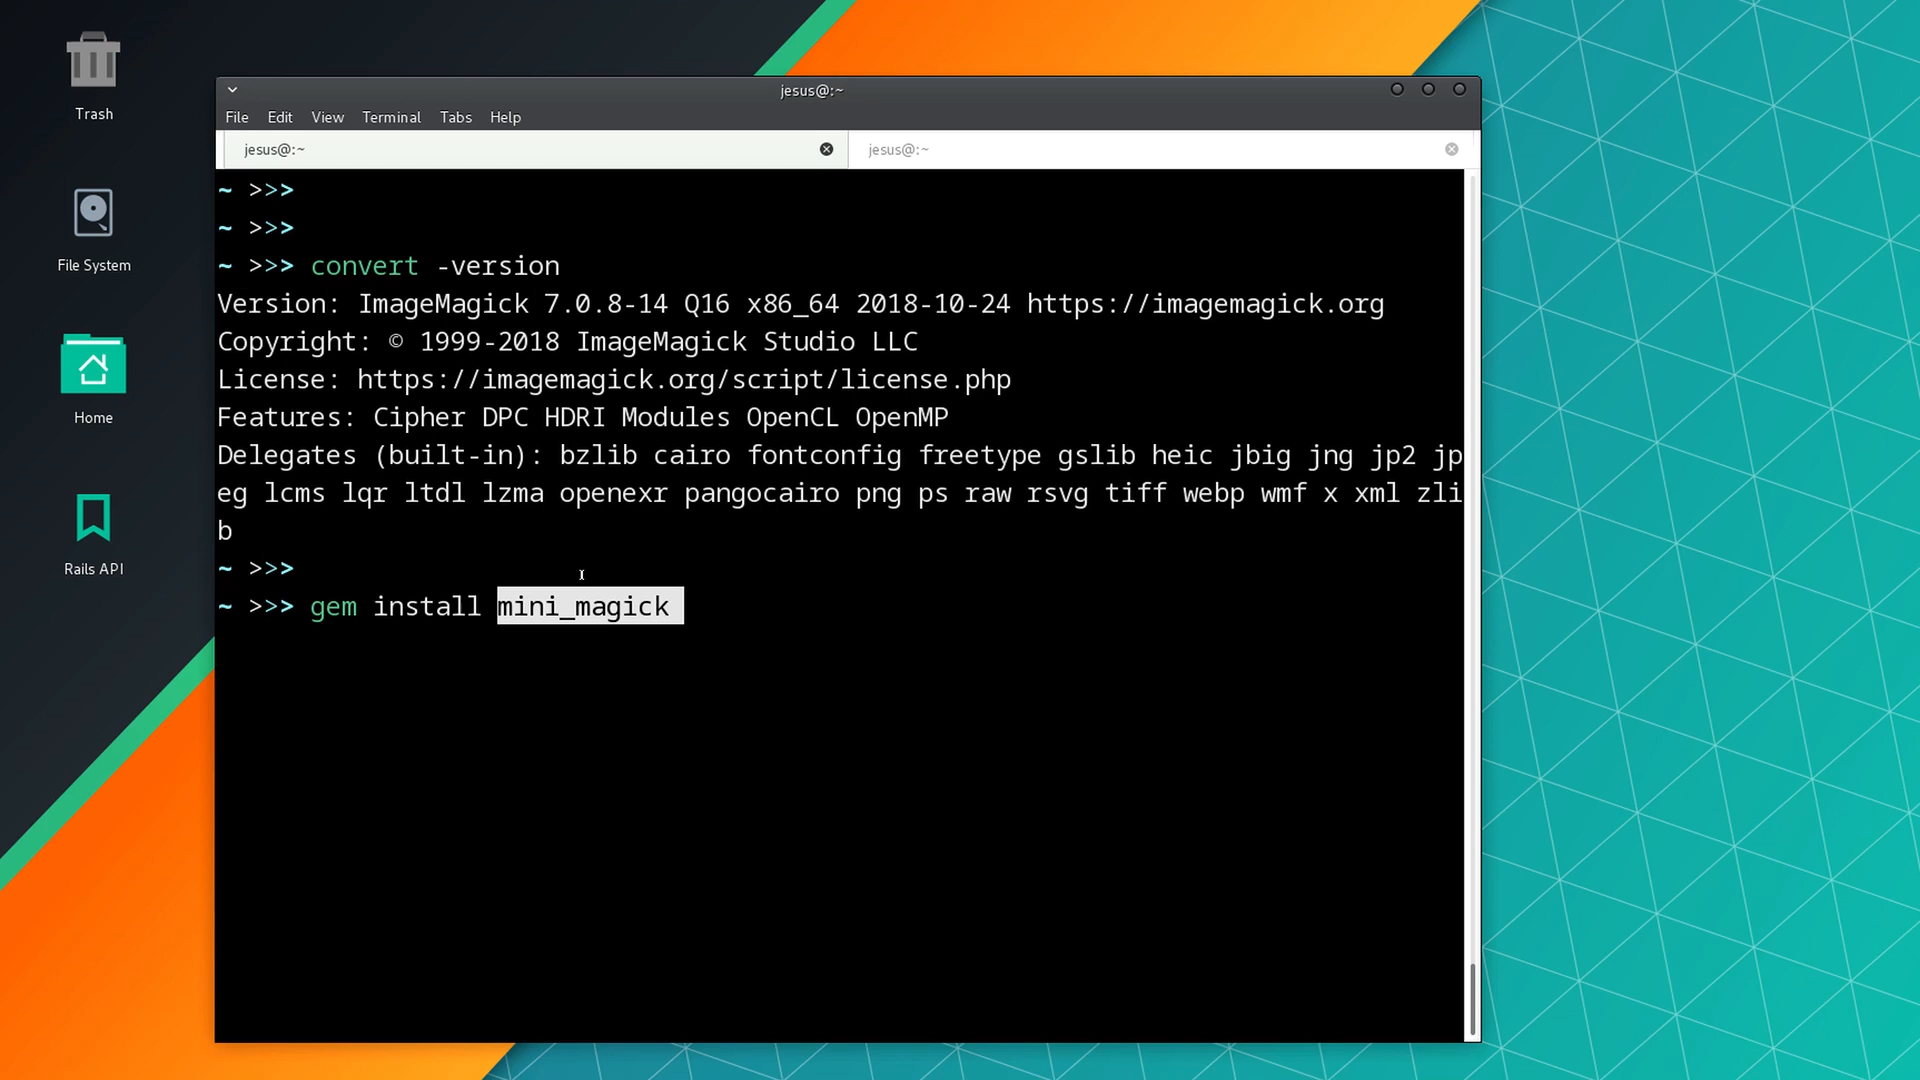 Trash
File System
Home
Rails API
jesus@:~
File Edit View Terminal Tabs Help
jesus@:~ jesus@:~
~ >>>
~ >>>
~ >>> convert -version
Version: ImageMagick 7.0.8-14 Q16 x86_64 2018-10-24 https://imagemagick.org
Copyright: © 1999-2018 ImageMagick Studio LLC
License: https://imagemagick.org/script/license.php
Features: Cipher DPC HDRI Modules OpenCL OpenMP
Delegates (built-in): bzlib cairo fontconfig freetype gslib heic jbig jng jp2 jp
eg lcms lqr ltdl lzma openexr pangocairo png ps raw rsvg tiff webp wmf x xml zli
b
~ >>>
~ >>> gem install mini_magick